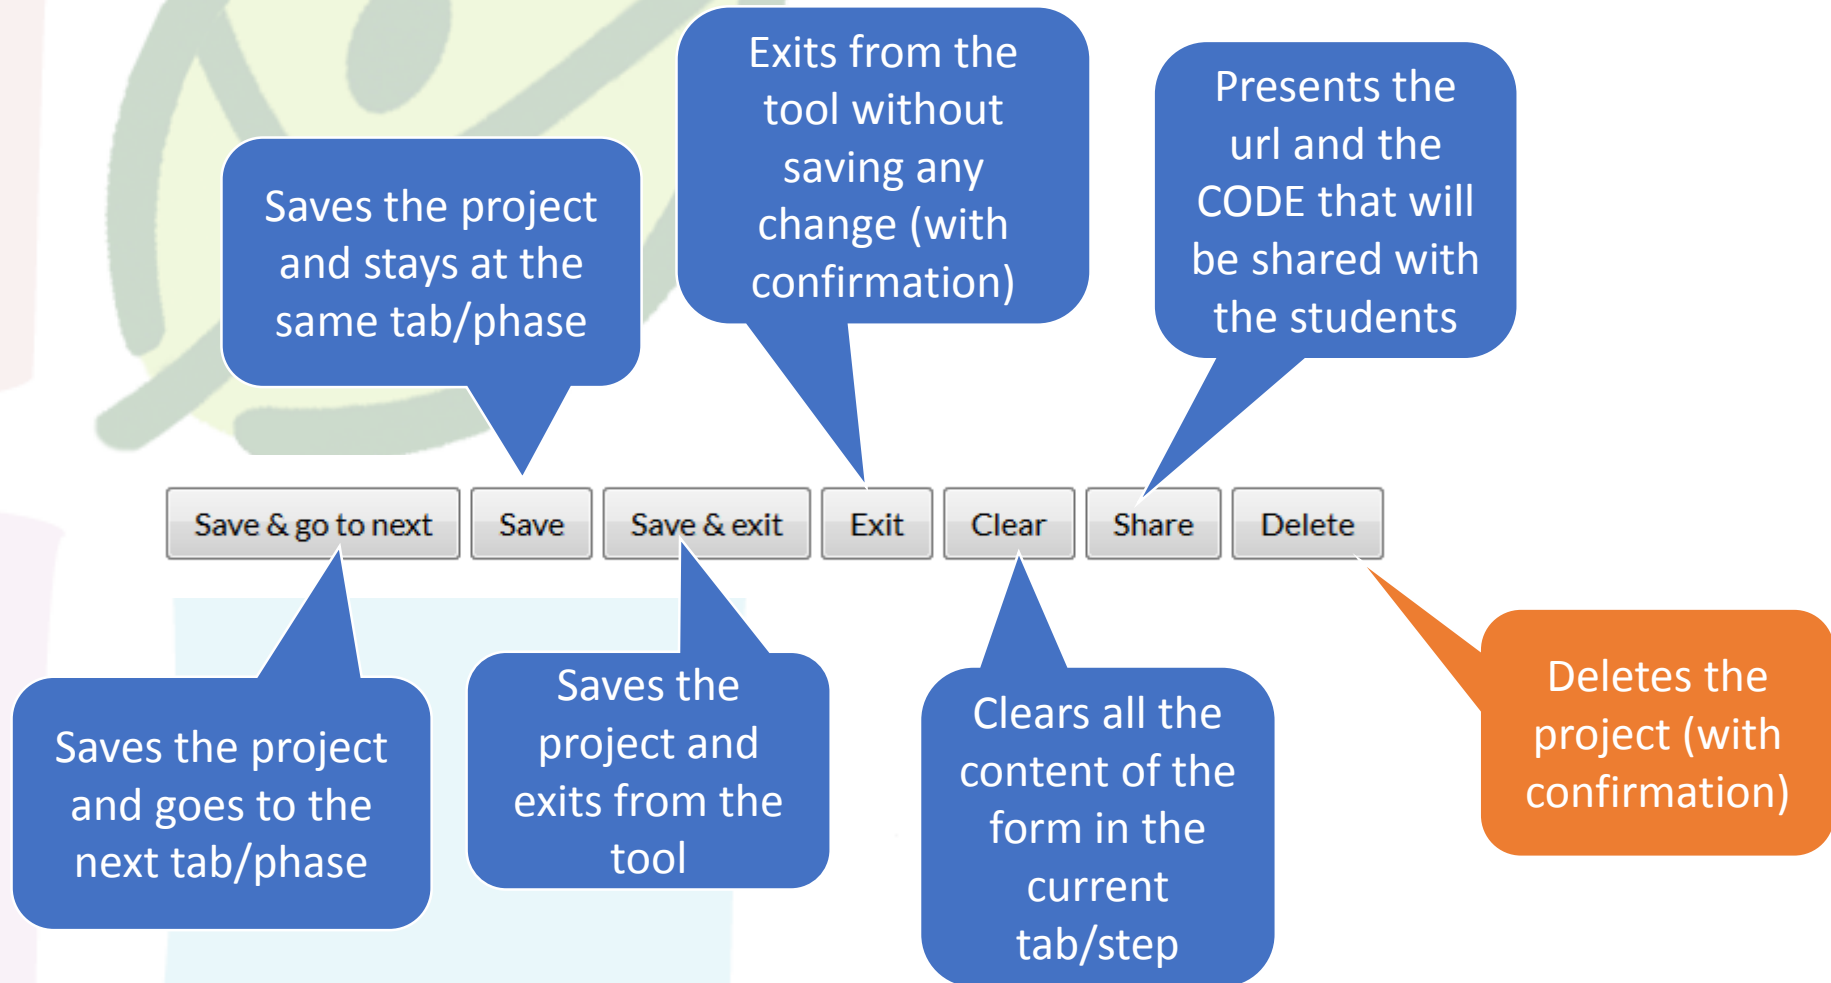 Exits from the
tool without
saving any
change (with
confirmation)
Presents the
url and the
CODE that will
be shared with
the students
Saves the project
and stays at the
same tab/phase
Save & go to next
Save
Save & exit
Exit
Clear
Share
Delete
Saves the project
and goes to the
next tab/phase
Saves the
project and
exits from the
tool
Clears all the
content of the
form in the
current
tab/step
Deletes the
project (with
confirmation)